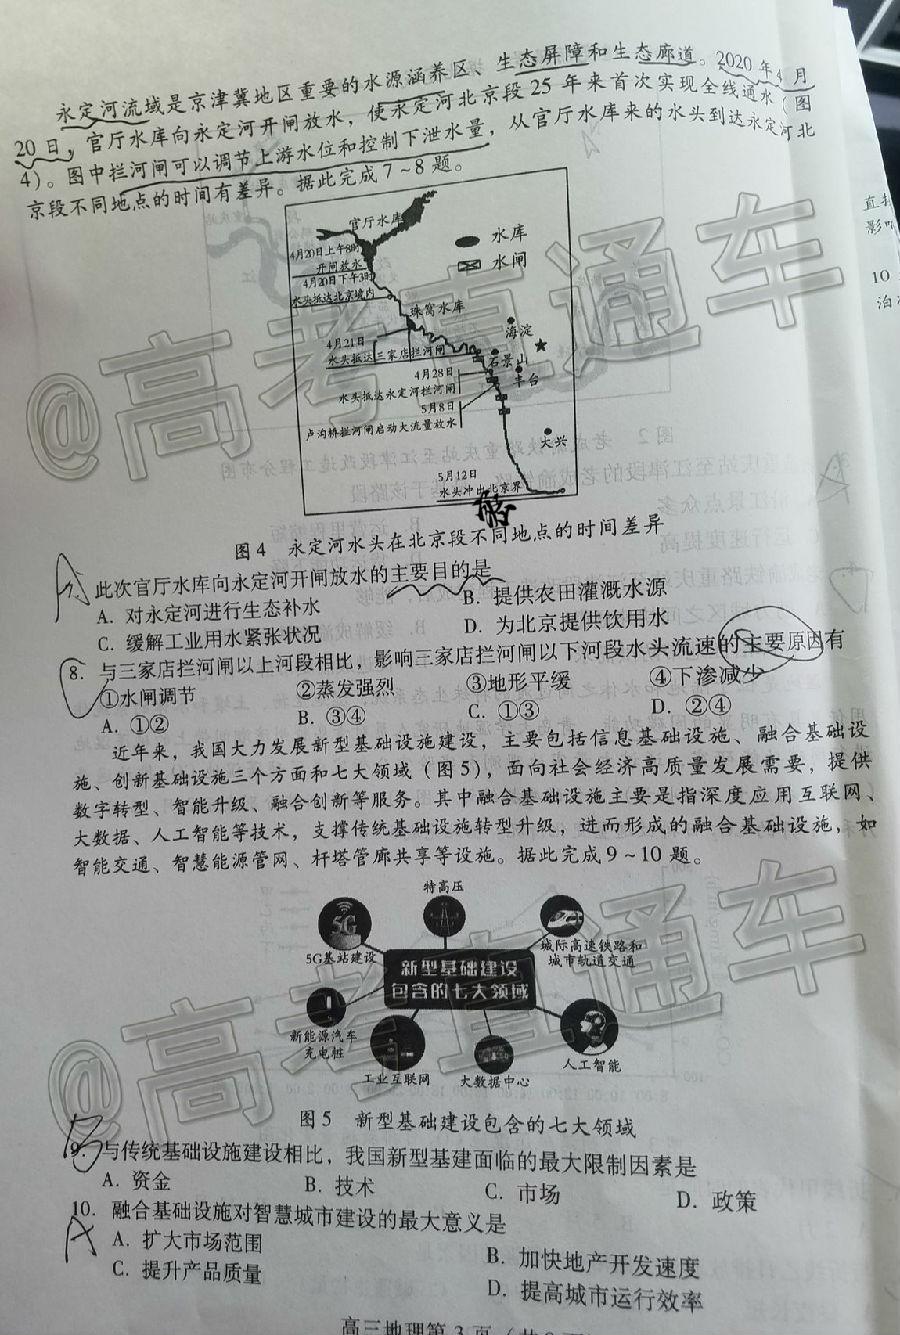 永定河流域是京津冀地区重要的水源涵养区、生态屏障和生态廊道。2020年4月
20日，官厅水库向永定河开闸放水，使永定河北京段25年来首次实现全线通水（图
4）。图中拦河闸可以调节上游水位和控制下泄水量，从官厅水库来的水头到达永定河北
京段不同地点的时间有差异。据此完成7～8题。
官厅水库
水库
水闸
4月20日上午8时
开闸放水
4月20日下午3时
水头抵达北京境内
珠窝水库
海淀
4月21日
水头抵达三家店拦河闸
石景山
4月28日
丰台
水头抵达永定河拦河闸
5月8日
卢沟桥拦河闸启动大流量放水
大兴
5月12日
水头冲出北京界
图4 永定河水头在北京段不同地点的时间差异
A
此次官厅水库向永定河开闸放水的主要目的是
A. 对永定河进行生态补水
B. 提供农田灌溉水源
C. 缓解工业用水紧张状况
D. 为北京提供饮用水
8. 与三家店拦河闸以上河段相比，影响三家店拦河闸以下河段水头流速的主要原因有
①水闸调节 ②蒸发强烈 ③地形平缓 ④下渗减少
A. ①② B. ③④ C. ①③ D. ②④
近年来，我国大力发展新型基础设施建设，主要包括信息基础设施、融合基础设
施、创新基础设施三个方面和七大领域（图5），面向社会经济高质量发展需要，提供
数字转型、智能升级、融合创新等服务。其中融合基础设施主要是指深度应用互联网、
大数据、人工智能等技术，支撑传统基础设施转型升级，进而形成的融合基础设施，如
智能交通、智慧能源管网、杆塔管廊共享等设施。据此完成9～10题。
特高压
5G
5G基站建设
城际高速铁路和
城市轨道交通
新型基础建设
包含的七大领域
新能源汽车
充电桩
工业互联网
大数据中心
人工智能
图5 新型基础建设包含的七大领域
B
9. 与传统基础设施建设相比，我国新型基建面临的最大限制因素是
A. 资金 B. 技术 C. 市场 D. 政策
10. 融合基础设施对智慧城市建设的最大意义是
A
A. 扩大市场范围
B. 加快地产开发速度
C. 提升产品质量
D. 提高城市运行效率
高三地理第3页
@高考直通车
@高考直通车